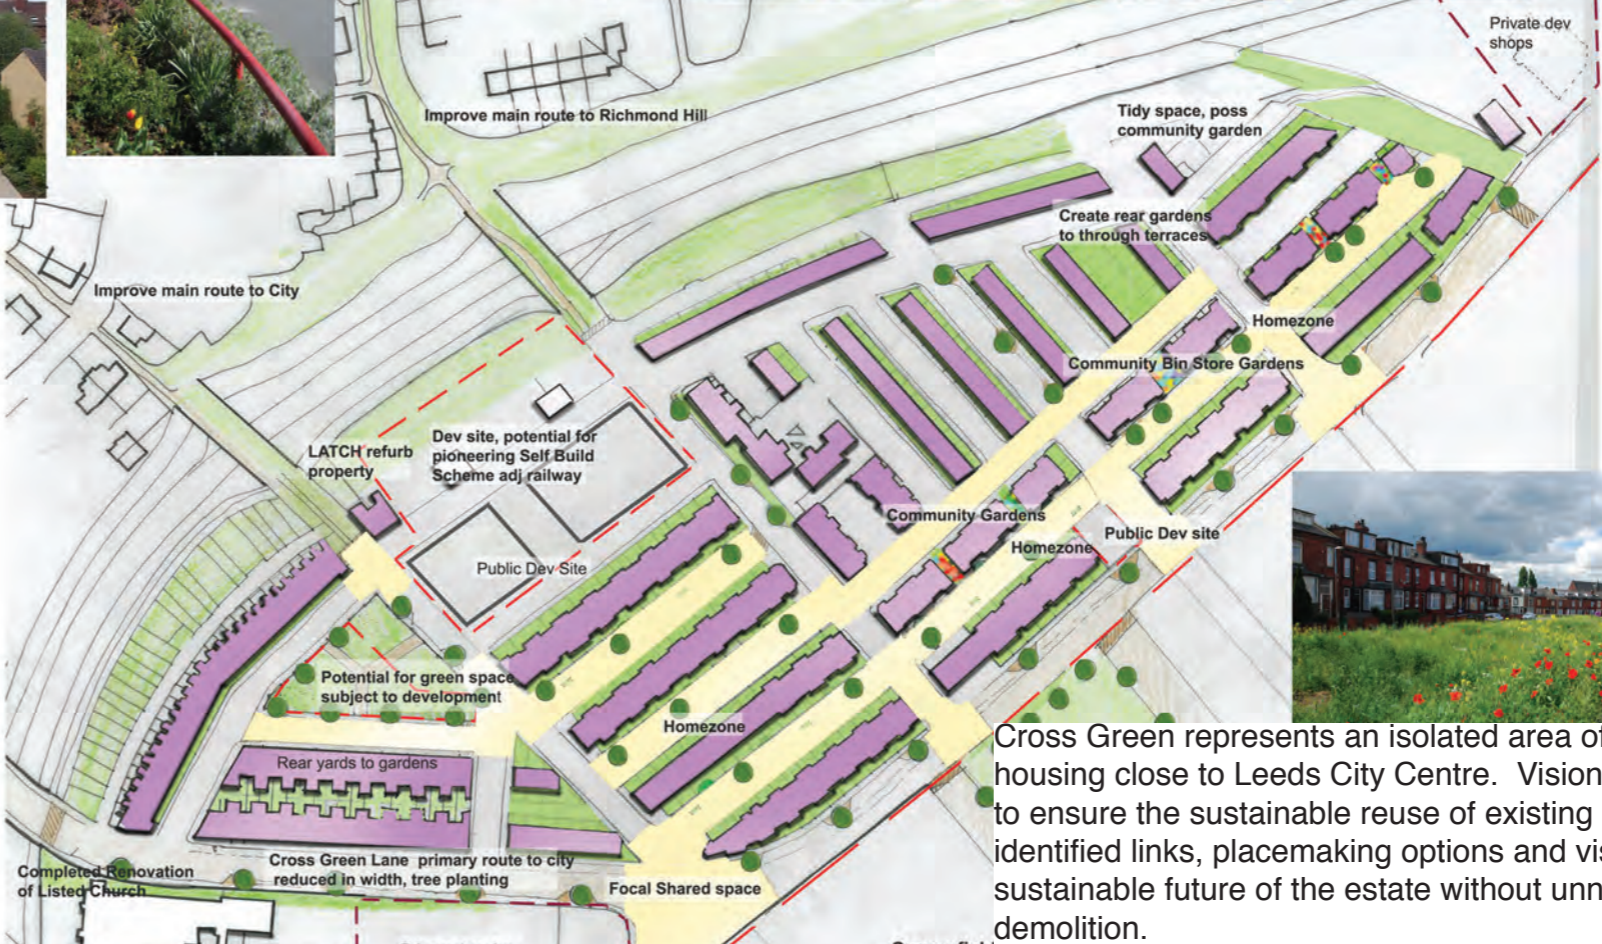 Private dev
shops
Improve main route to Richmond Hill
Tidy space, poss
community garden
Create rear gardens
to through terraces
Improve main route to City
Homezone
Community Bin Store Gardens
LATCH refurb
property
Dev site, potential for
pioneering Self Build
Scheme adj railway
Community Gardens
Public Dev site
Homezone
Public Dev Site
Potential for green space
subject to development
Homezone
Rear yards to gardens
Cross Green Lane primary route to city
reduced in width, tree planting
Completed Renovation
of Listed Church
Focal Shared space
Cross Green represents an isolated area of
housing close to Leeds City Centre. Vision
to ensure the sustainable reuse of existing
identified links, placemaking options and vis
sustainable future of the estate without unn
demolition.